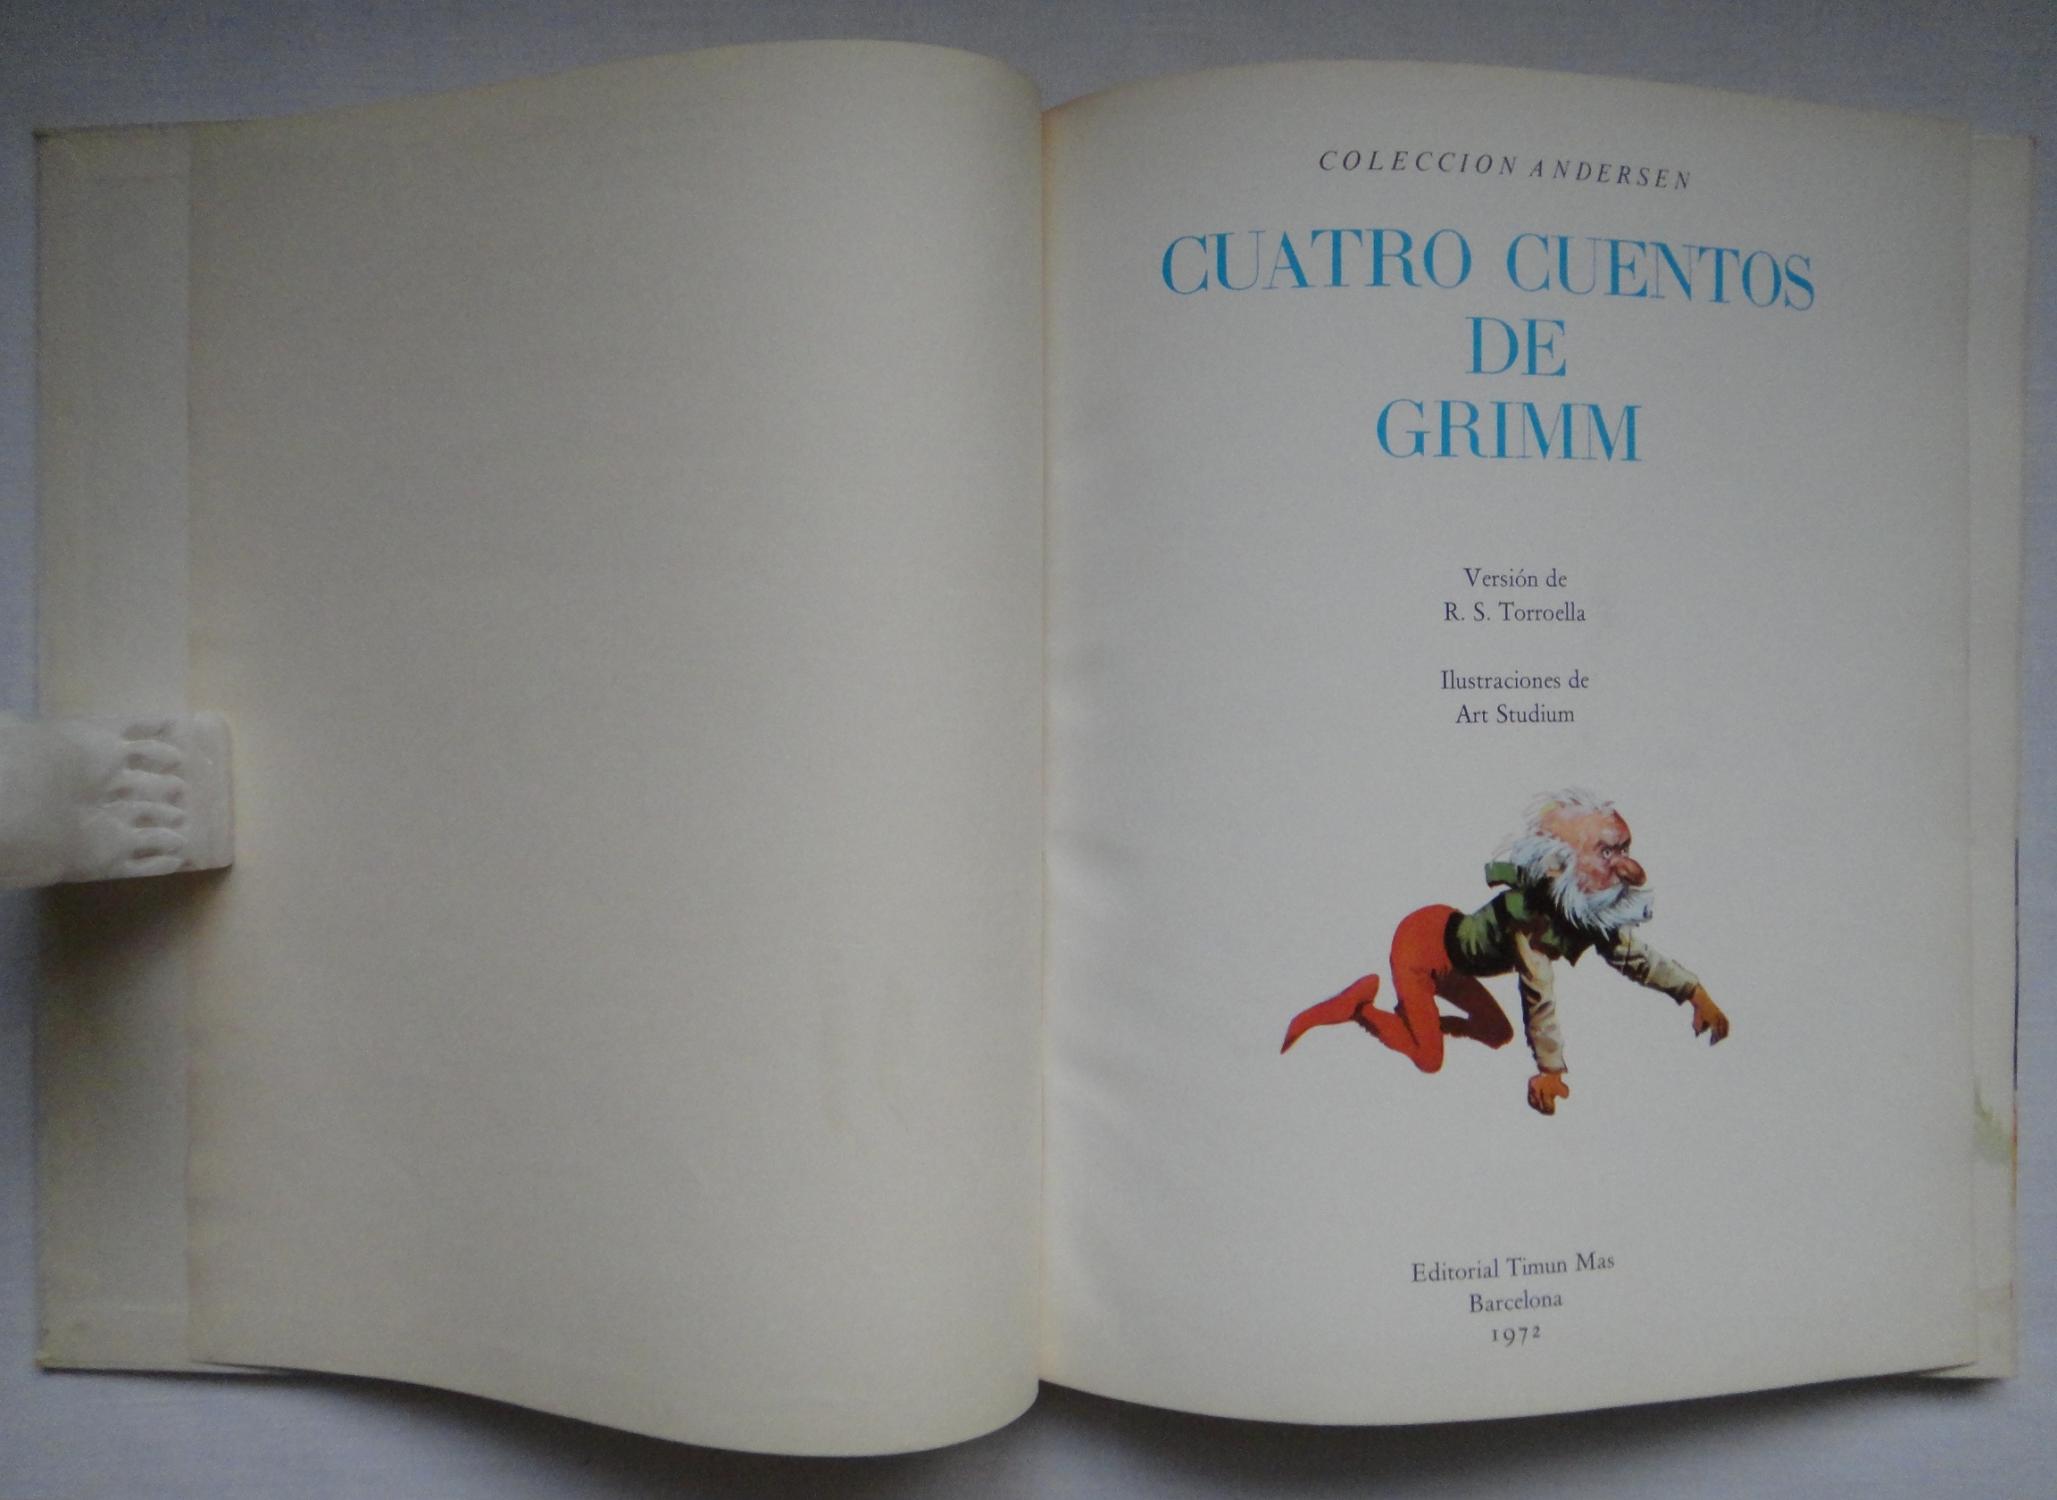 COLECCION ANDERSEN
CUATRO CUENTOS
DE
GRIMM
Versión de
R. S. Torroella
Ilustraciones de
Art Studium
Editorial Timun Mas
Barcelona
1972